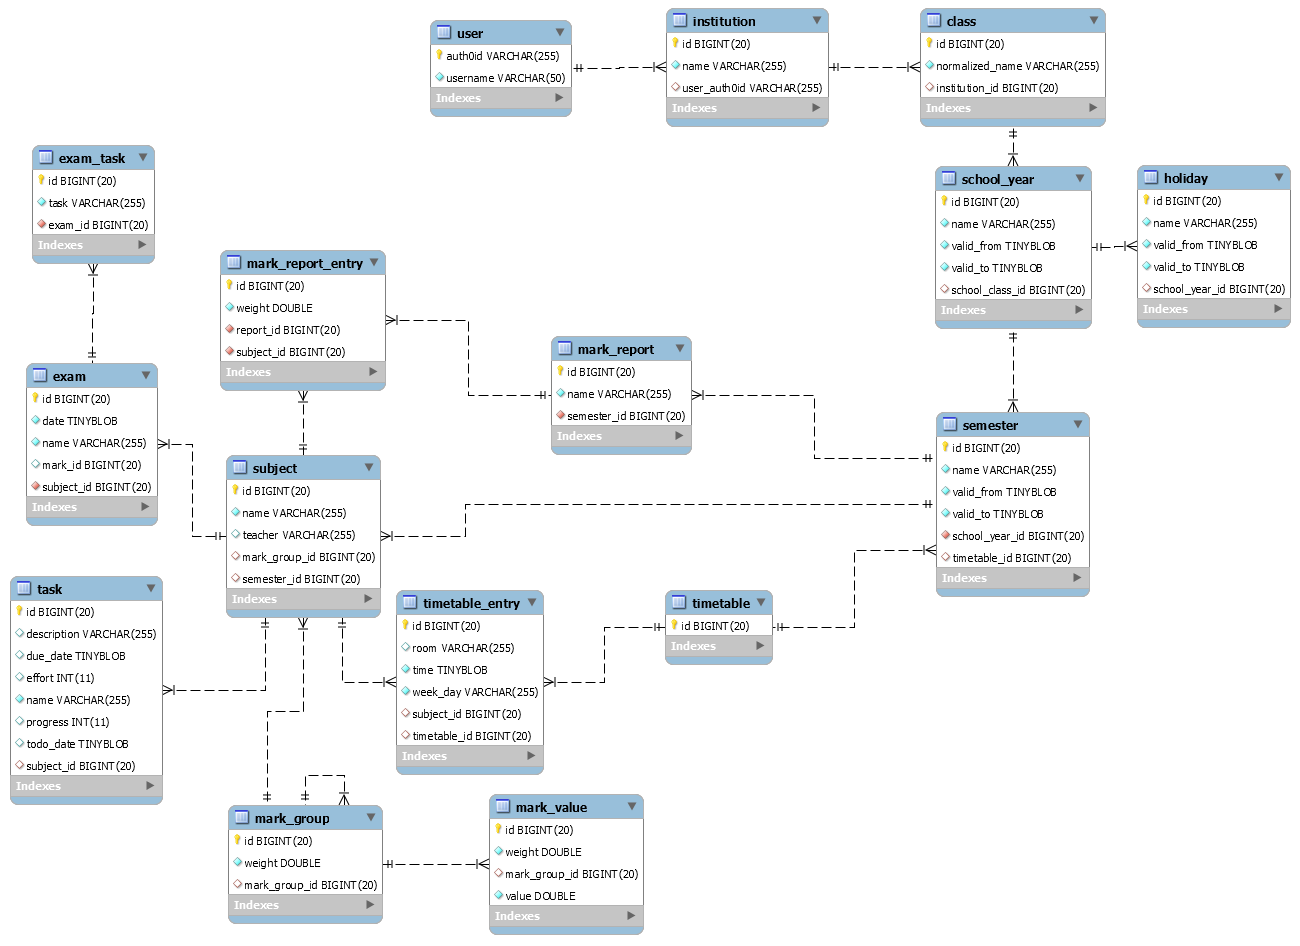 user
auth0id VARCHAR(255)
username VARCHAR(50)
Indexes
institution
id BIGINT(20)
name VARCHAR(255)
user_auth0id VARCHAR(255)
Indexes
class
id BIGINT(20)
normalized_name VARCHAR(255)
institution_id BIGINT(20)
Indexes
exam_task
id BIGINT(20)
task VARCHAR(255)
exam_id BIGINT(20)
Indexes
school_year
id BIGINT(20)
name VARCHAR(255)
valid_from TINYBLOB
valid_to TINYBLOB
school_class_id BIGINT(20)
Indexes
holiday
id BIGINT(20)
name VARCHAR(255)
valid_from TINYBLOB
valid_to TINYBLOB
school_year_id BIGINT(20)
Indexes
mark_report_entry
id BIGINT(20)
weight DOUBLE
report_id BIGINT(20)
subject_id BIGINT(20)
Indexes
mark_report
id BIGINT(20)
name VARCHAR(255)
semester_id BIGINT(20)
Indexes
exam
id BIGINT(20)
date TINYBLOB
name VARCHAR(255)
mark_id BIGINT(20)
subject_id BIGINT(20)
Indexes
semester
id BIGINT(20)
name VARCHAR(255)
valid_from TINYBLOB
valid_to TINYBLOB
school_year_id BIGINT(20)
timetable_id BIGINT(20)
Indexes
subject
id BIGINT(20)
name VARCHAR(255)
teacher VARCHAR(255)
mark_group_id BIGINT(20)
semester_id BIGINT(20)
Indexes
task
id BIGINT(20)
description VARCHAR(255)
due_date TINYBLOB
effort INT(11)
name VARCHAR(255)
progress INT(11)
todo_date TINYBLOB
subject_id BIGINT(20)
Indexes
timetable_entry
id BIGINT(20)
room VARCHAR(255)
time TINYBLOB
week_day VARCHAR(255)
subject_id BIGINT(20)
timetable_id BIGINT(20)
Indexes
timetable
id BIGINT(20)
Indexes
mark_group
id BIGINT(20)
weight DOUBLE
mark_group_id BIGINT(20)
Indexes
mark_value
id BIGINT(20)
weight DOUBLE
mark_group_id BIGINT(20)
value DOUBLE
Indexes